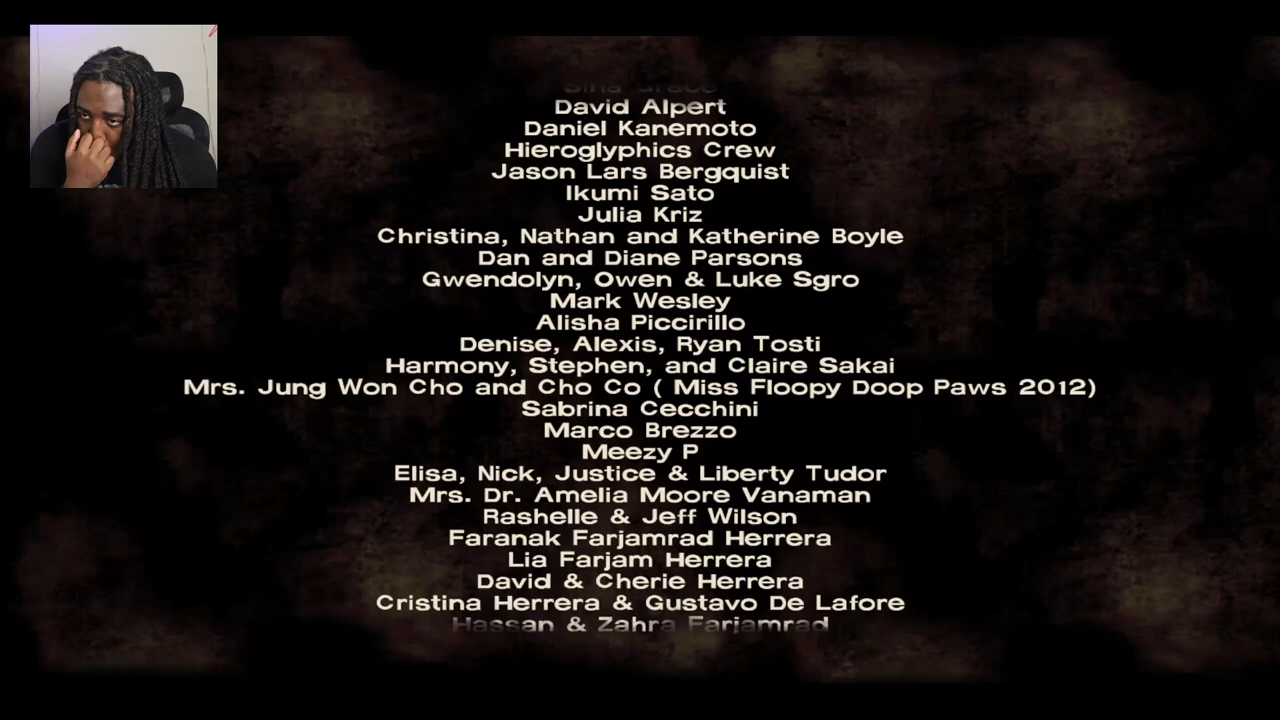 Sina Grace
David Alpert
Daniel Kanemoto
Hieroglyphics Crew
Jason Lars Bergquist
Ikumi Sato
Julia Kriz
Christina, Nathan and Katherine Boyle
Dan and Diane Parsons
Gwendolyn, Owen & Luke Sgro
Mark Wesley
Alisha Piccirillo
Denise, Alexis, Ryan Tosti
Harmony, Stephen, and Claire Sakai
Mrs. Jung Won Cho and Cho Co ( Miss Floopy Doop Paws 2012)
Sabrina Cecchini
Marco Brezzo
Meezy P
Elisa, Nick, Justice & Liberty Tudor
Mrs. Dr. Amelia Moore Vanaman
Rashelle & Jeff Wilson
Faranak Farjamrad Herrera
Lia Farjam Herrera
David & Cherie Herrera
Cristina Herrera & Gustavo De Lafore
Hassan & Zahra Farjamrad